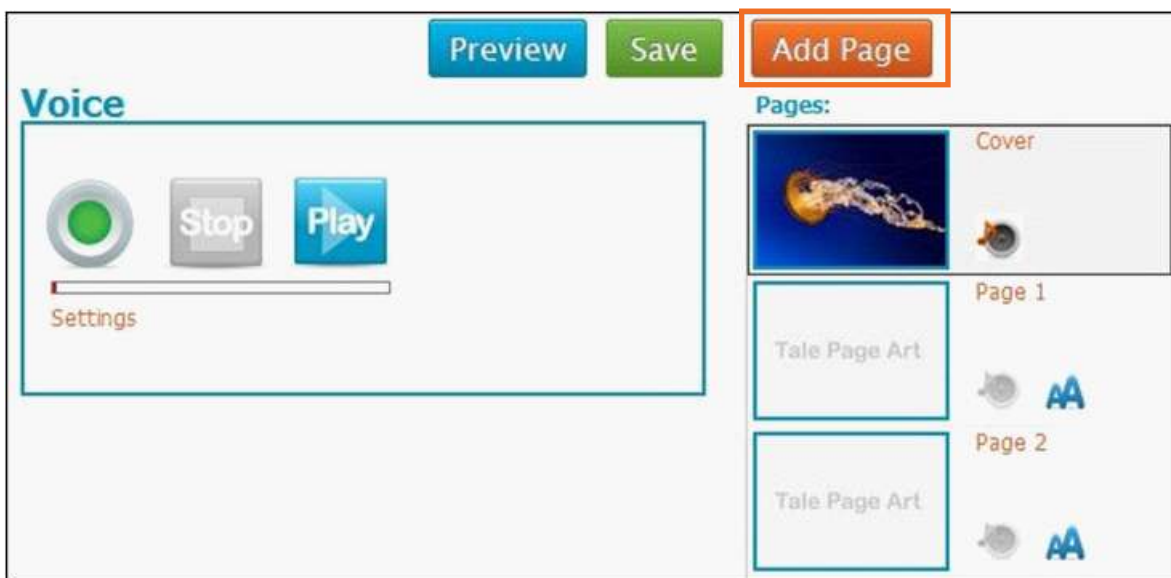 Preview Save Add Page
Voice
Stop Play
Settings
Pages:
Cover
Page 1
Tale Page Art
AA
Page 2
Tale Page Art
AA